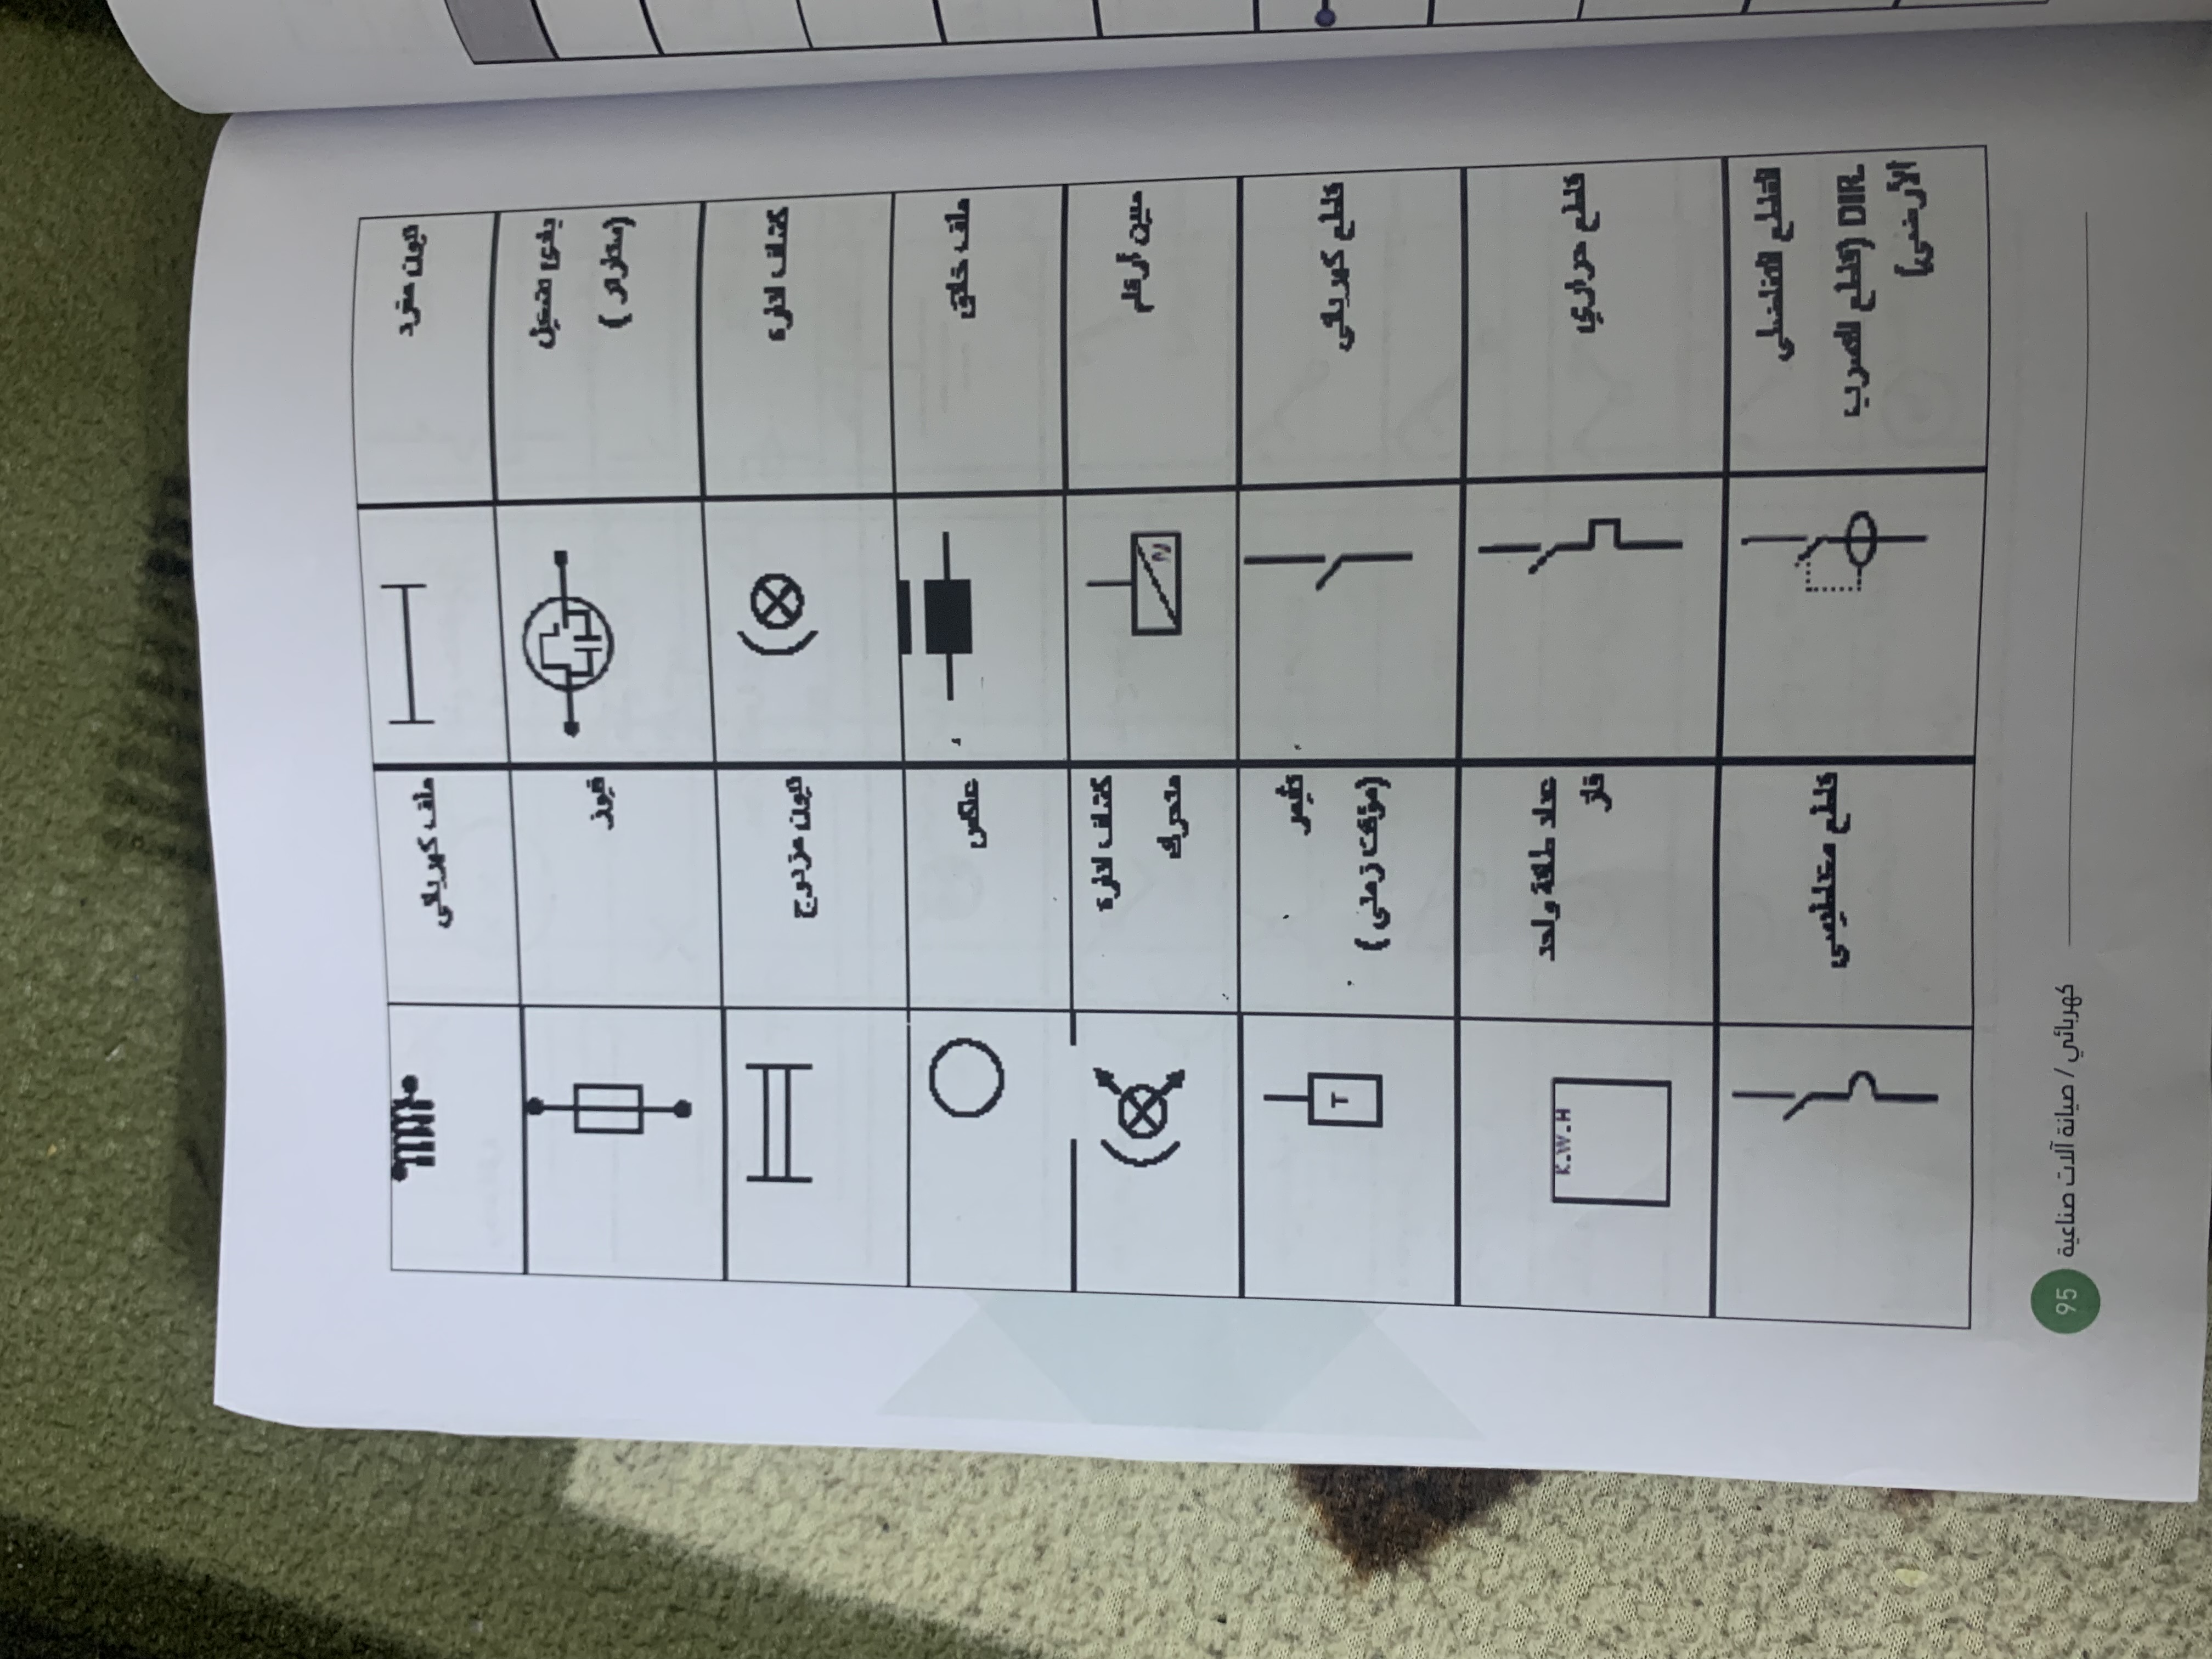 نيون مفرد
ملف كهربائي
بادئ تشغيل
(ستارتر )
فيوز
كشاف انارة
نيون مزدوج
ملف خانق
عاكس
مبين أرقام
N
كشاف انارة
متحرك
قاطع كهربائي
تايمر
(مؤقت زمني )
T
قاطع حراري
عداد طاقة واحد
فاز
K.W.H
القاطع التفاضلي
DIR. (قاطع التسرب
الأرضي)
قاطع مغناطيسي
كهربائي / صيانة آلات صناعية
95